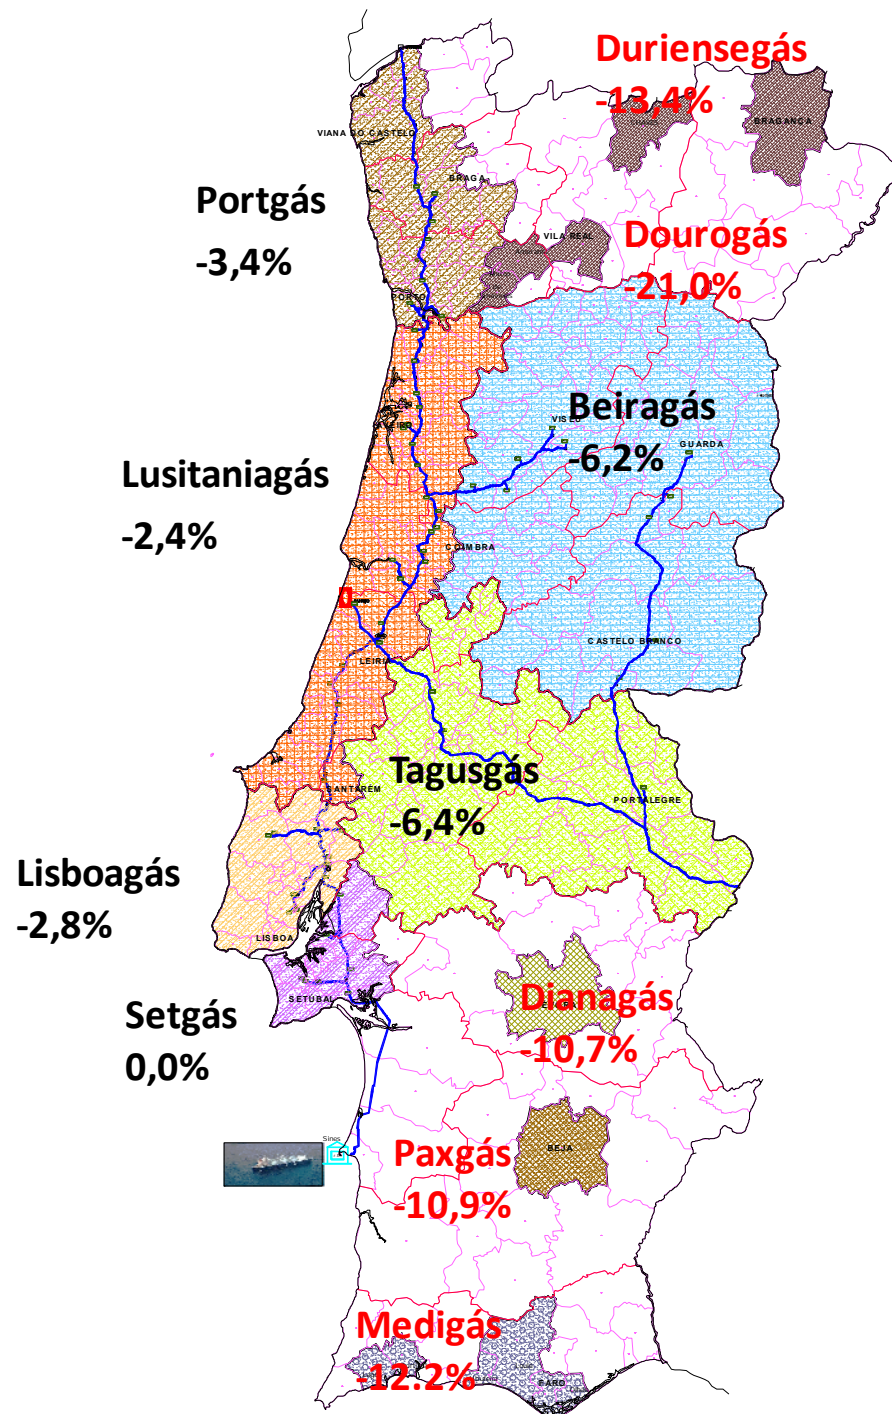 Duriensegás
-13,4%
BRAGANÇA
VIANA DO CASTELO
BRAGA
Portgás
-3,4%
VILA REAL
Dourogás
-21,0%
PORTO
Beiragás
-6,2%
VISEU
GUARDA
AVEIRO
Lusitaniagás
-2,4%
COIMBRA
CASTELO BRANCO
LEIRIA
Tagusgás
-6,4%
SANTARÉM
PORTALEGRE
Lisboagás
-2,8%
LISBOA
Setgás
0,0%
SETÚBAL
Dianagás
-10,7%
ÉVORA
Sines
Paxgás
-10,9%
BEJA
Medigás
-12.2%
FARO